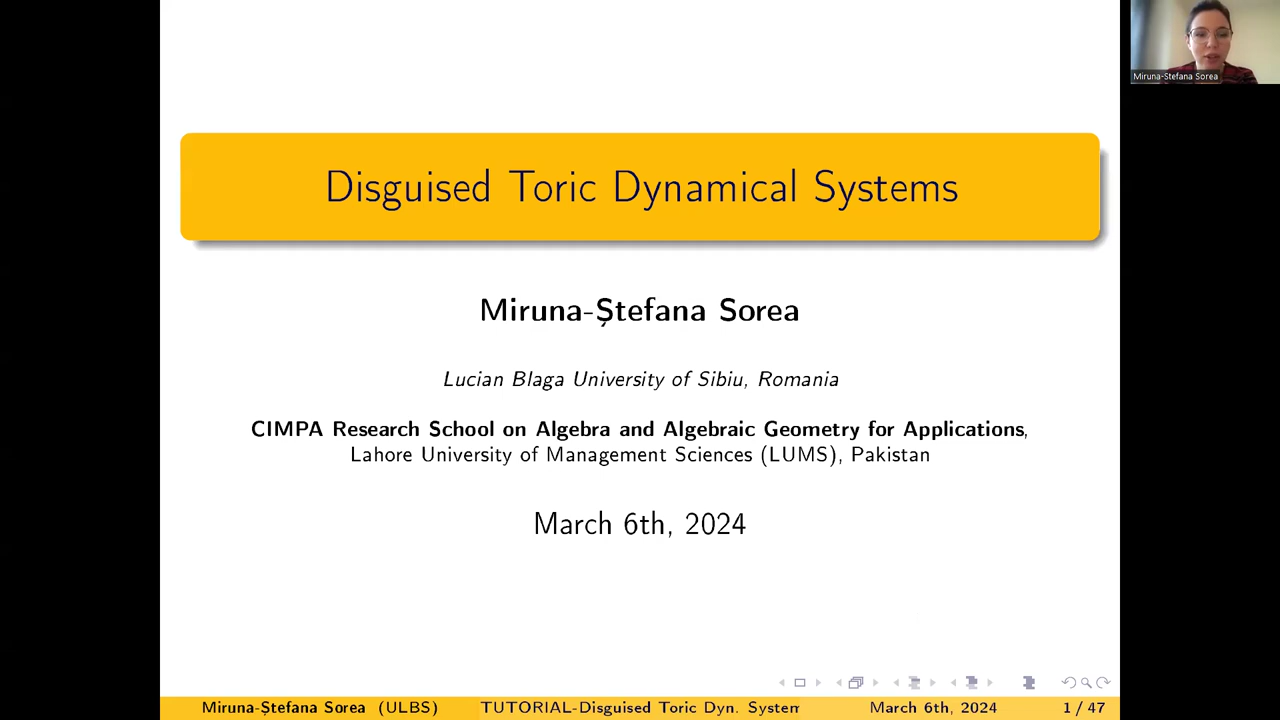 Miruna-Stefana Sorea
Disguised Toric Dynamical Systems
Miruna-Ștefana Sorea
Lucian Blaga University of Sibiu, Romania
CIMPA Research School on Algebra and Algebraic Geometry for Applications,
Lahore University of Management Sciences (LUMS), Pakistan
March 6th, 2024
Miruna-Ștefana Sorea (ULBS) TUTORIAL-Disguised Toric Dyn. System March 6th, 2024 1 / 47